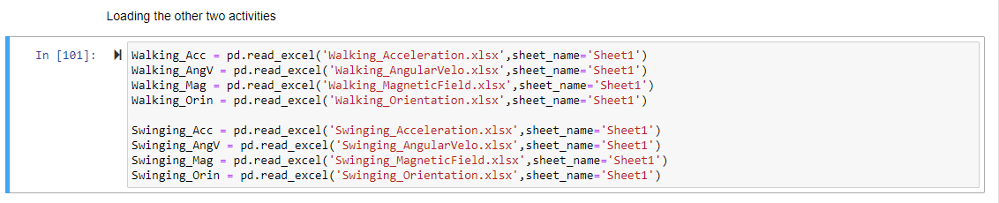 Loading the other two activities
In [101]:
Walking_Acc = pd.read_excel('Walking_Acceleration.xlsx',sheet_name='Sheet1')
Walking_AngV = pd.read_excel('Walking_AngularVelo.xlsx',sheet_name='Sheet1')
Walking_Mag = pd.read_excel('Walking_MagneticField.xlsx',sheet_name='Sheet1')
Walking_Orin = pd.read_excel('Walking_Orientation.xlsx',sheet_name='Sheet1')
Swinging_Acc = pd.read_excel('Swinging_Acceleration.xlsx',sheet_name='Sheet1')
Swinging_AngV = pd.read_excel('Swinging_AngularVelo.xlsx',sheet_name='Sheet1')
Swinging_Mag = pd.read_excel('Swinging_MagneticField.xlsx',sheet_name='Sheet1')
Swinging_Orin = pd.read_excel('Swinging_Orientation.xlsx',sheet_name='Sheet1')